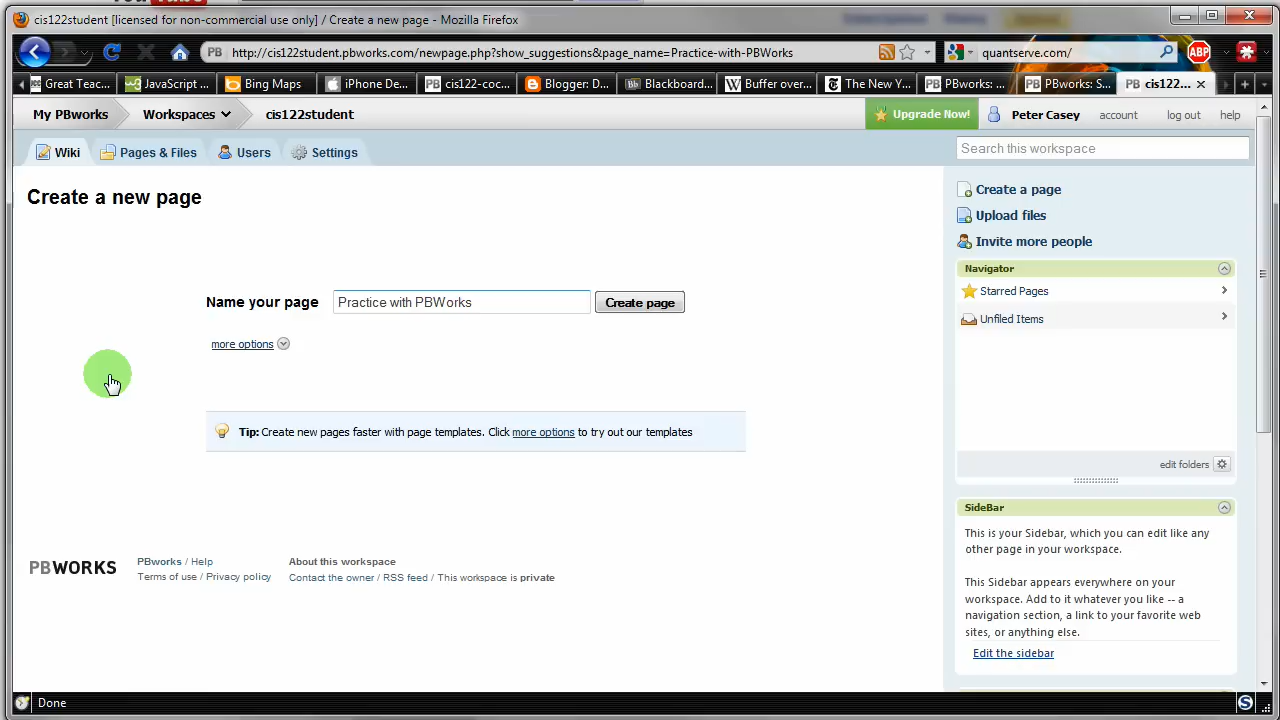 cis122student [licensed for non-commercial use only] / Create a new page - Mozilla Firefox
PB http://cis122student.pbworks.com/newpage.php?show_suggestions&page_name=Practice-with-PBWorks
quantserve.com/
ABP
Great Teac...
JavaScript ...
Bing Maps
iPhone De...
PB cis122-coc...
Blogger: D...
Bb Blackboard...
W Buffer over...
The New Y...
PB PBworks: ...
PB PBworks: S...
PB cis122...
My PBworks
Workspaces
cis122student
Upgrade Now!
Peter Casey
account
log out
help
Wiki
Pages & Files
Users
Settings
Search this workspace
Create a new page
Name your page
Practice with PBWorks
Create page
more options
Tip: Create new pages faster with page templates. Click more options to try out our templates
Create a page
Upload files
Invite more people
Navigator
Starred Pages
Unfiled Items
edit folders
SideBar
This is your Sidebar, which you can edit like any
other page in your workspace.
This Sidebar appears everywhere on your
workspace. Add to it whatever you like -- a
navigation section, a link to your favorite web
sites, or anything else.
Edit the sidebar
PBWORKS
PBworks / Help
Terms of use / Privacy policy
About this workspace
Contact the owner / RSS feed / This workspace is private
Done